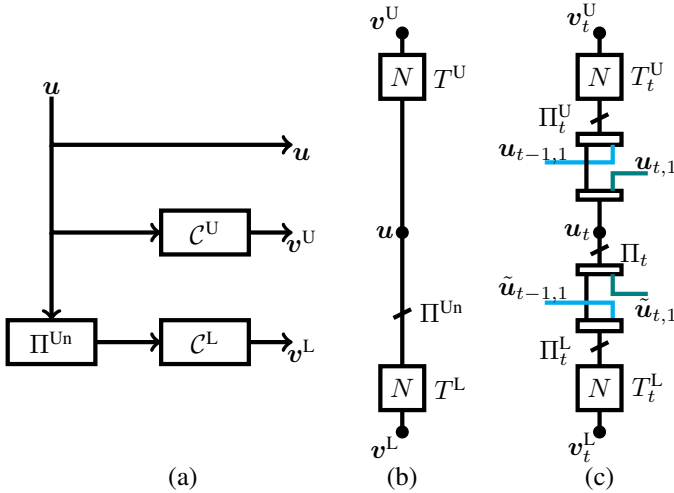 u
u
C^U
v^U
Π^Un
C^L
v^L
(a)
v^U
N T^U
u
Π^Un
N T^L
v^L
(b)
v_t^U
N T_t^U
Π_t^U
u_{t−1,1}
u_{t,1}
u_t
Π_t
ũ_{t−1,1}
ũ_{t,1}
Π_t^L
N T_t^L
v_t^L
(c)